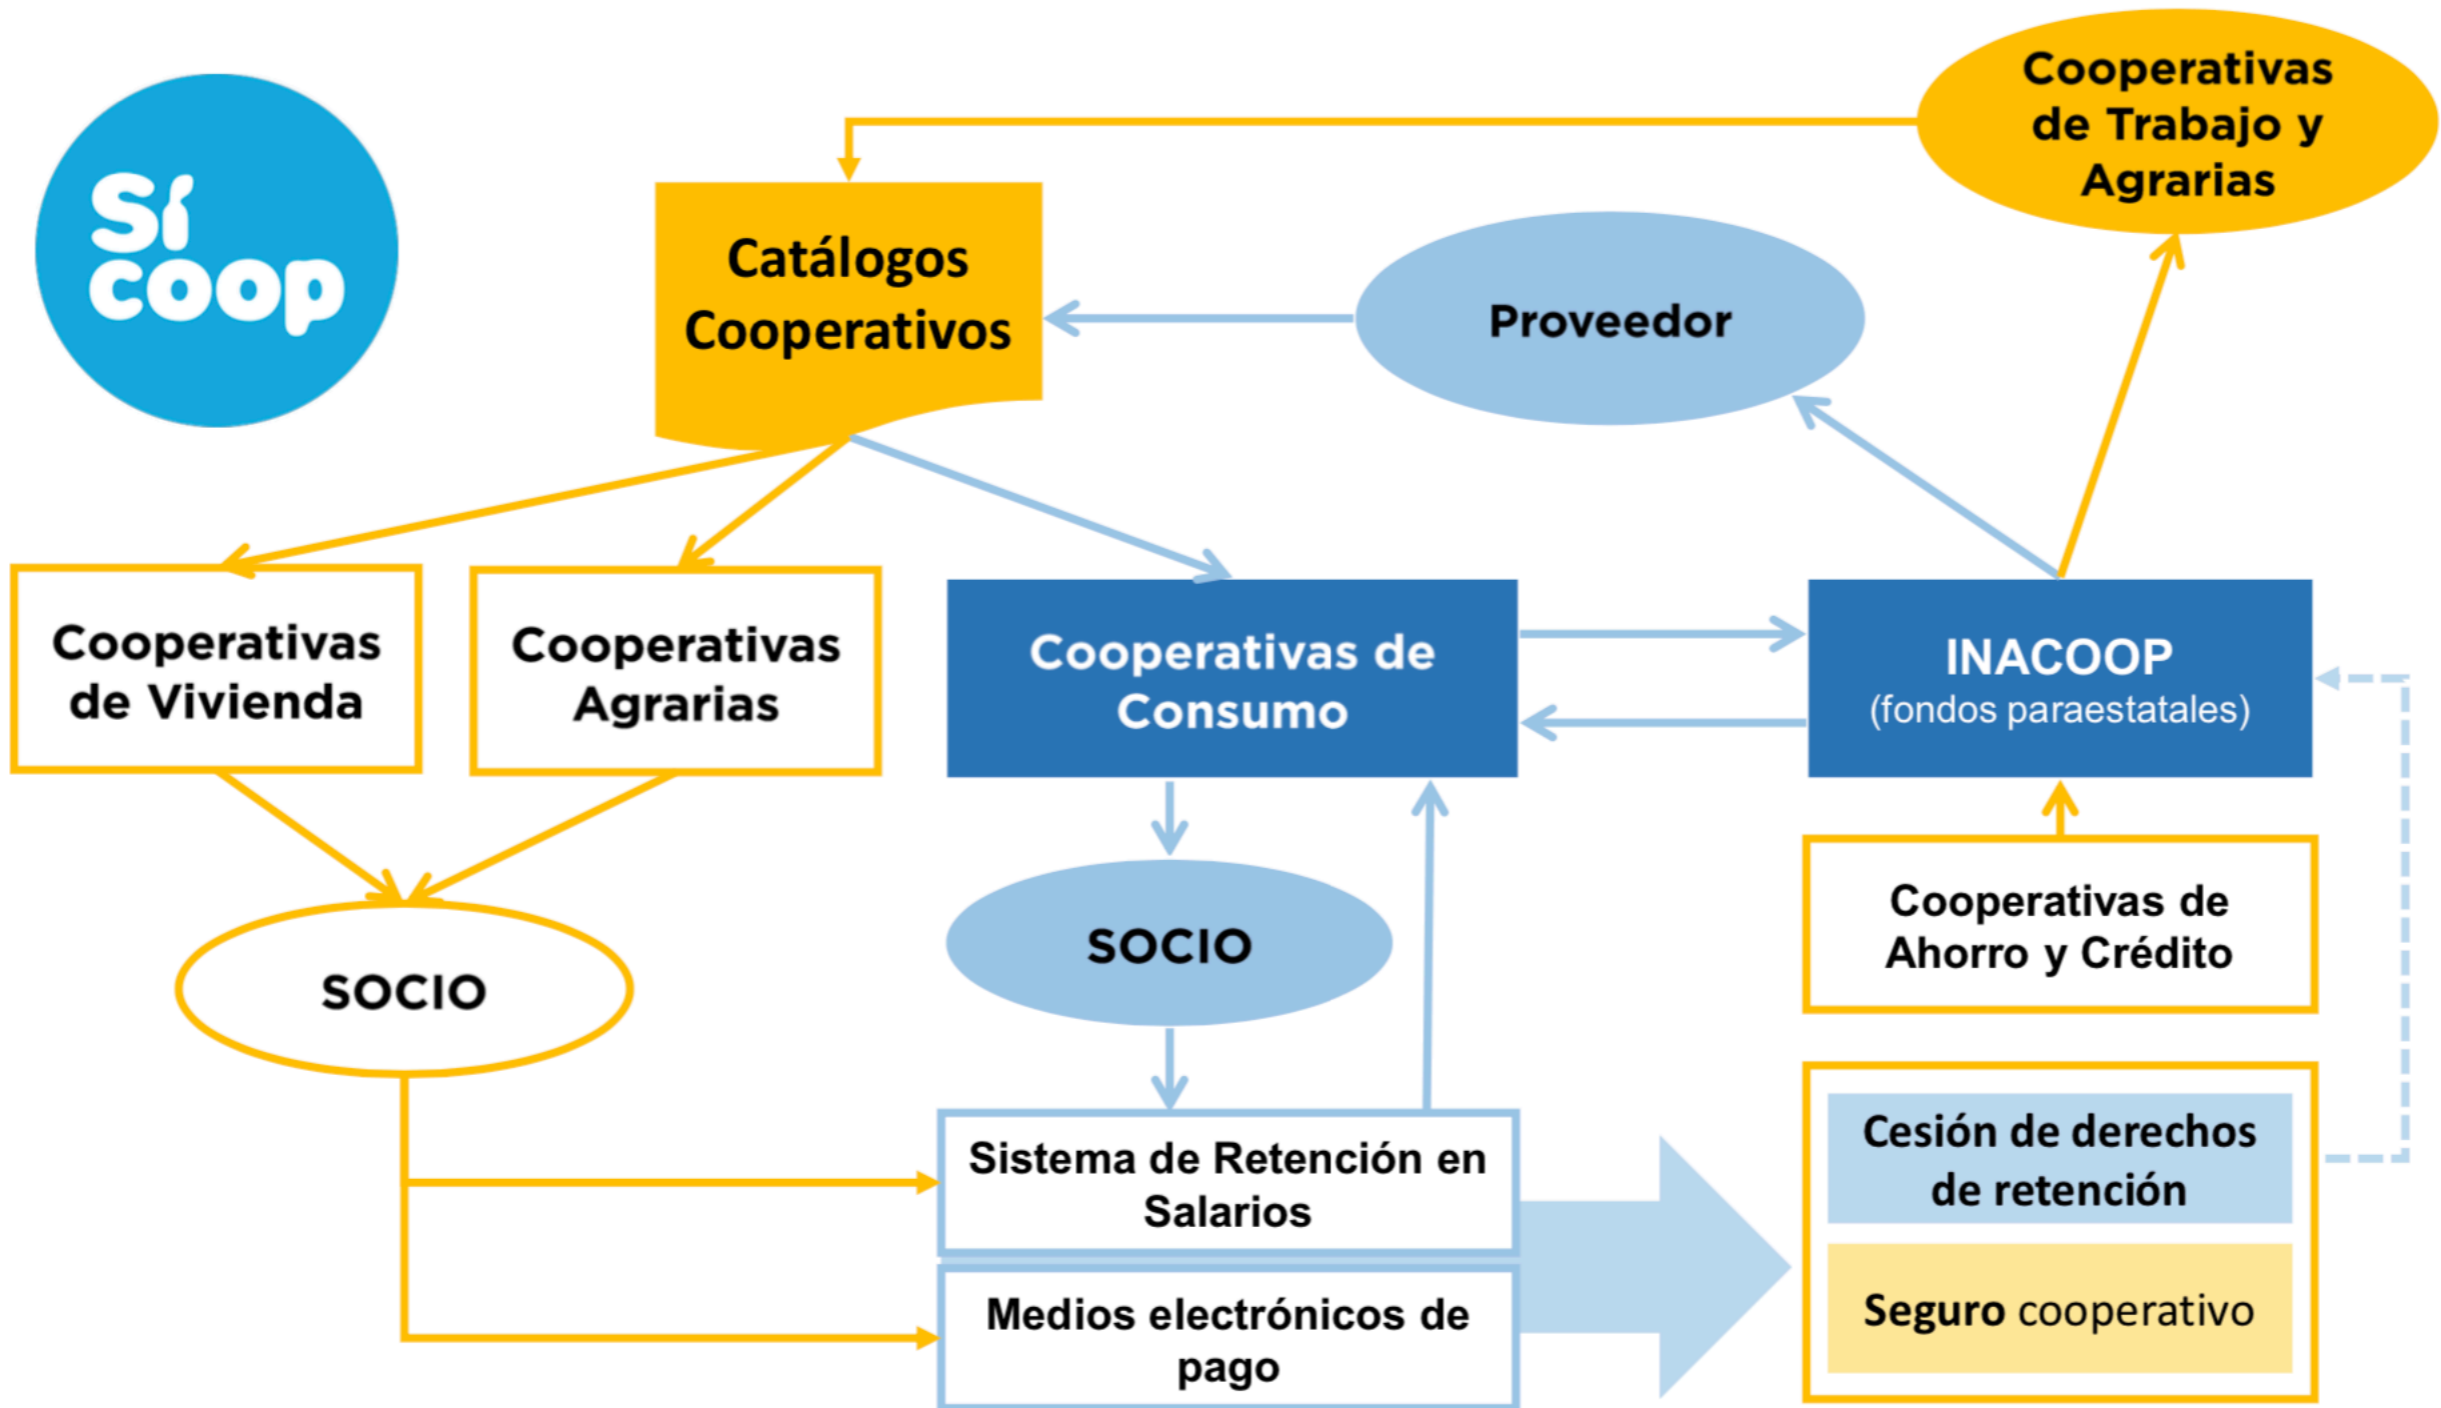 Sí
coop
Cooperativas
de Trabajo y
Agrarias
Catálogos
Cooperativos
Proveedor
Cooperativas
de Vivienda
Cooperativas
Agrarias
Cooperativas de
Consumo
INACOOP
(fondos paraestatales)
SOCIO
SOCIO
Cooperativas de
Ahorro y Crédito
Sistema de Retención en
Salarios
Medios electrónicos de
pago
Cesión de derechos
de retención
Seguro cooperativo